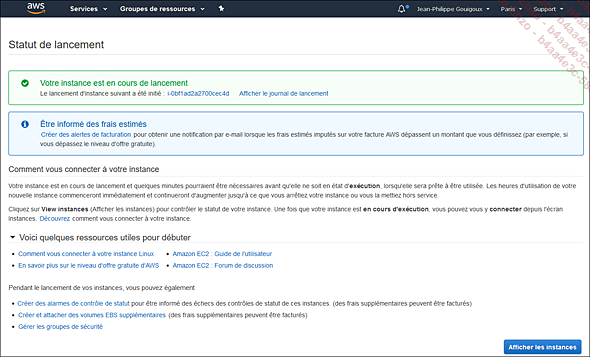 aws Services Groupes de ressources Jean-Philippe Gouigoux Paris Support
Statut de lancement
Votre instance est en cours de lancement
Le lancement d'instance suivant a été initié : i-0bf1ad2a2700cec4d Afficher le journal de lancement
Être informé des frais estimés
Créer des alertes de facturation pour obtenir une notification par e-mail lorsque les frais estimés imputés sur votre facture AWS dépassent un montant que vous définissez (par exemple, si
vous dépassez le niveau d'offre gratuite).
Comment vous connecter à votre instance
Votre instance est en cours de lancement et quelques minutes pourraient être nécessaires avant qu'elle ne soit en état d'exécution, lorsqu'elle sera prête à être utilisée. Les heures d'utilisation de votre
nouvelle instance commenceront immédiatement et continueront d'augmenter jusqu'à ce que vous arrêtiez votre instance ou vous la mettiez hors service.
Cliquez sur View instances (Afficher les instances) pour contrôler le statut de votre instance. Une fois que votre instance est en cours d'exécution, vous pouvez vous y connecter depuis l'écran
Instances. Découvrez comment vous connecter à votre instance.
Voici quelques ressources utiles pour débuter
Comment vous connecter à votre instance Linux Amazon EC2 : Guide de l'utilisateur
En savoir plus sur le niveau d'offre gratuite d'AWS Amazon EC2 : Forum de discussion
Pendant le lancement de vos instances, vous pouvez également
Créer des alarmes de contrôle de statut pour être informé des échecs des contrôles de statut de ces instances. (des frais supplémentaires peuvent être facturés)
Créer et attacher des volumes EBS supplémentaires (des frais supplémentaires peuvent être facturés)
Gérer les groupes de sécurité
Afficher les instances